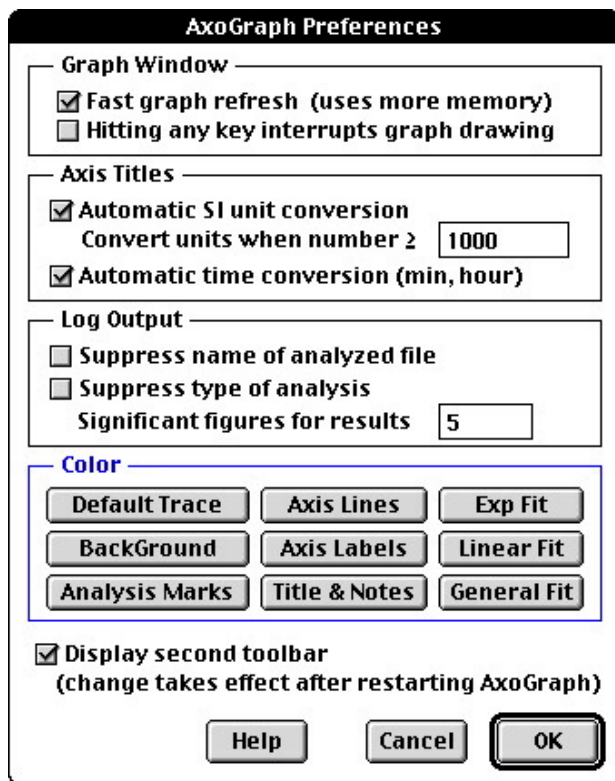 AxoGraph Preferences
Graph Window
Fast graph refresh (uses more memory)
Hitting any key interrupts graph drawing
Axis Titles
Automatic SI unit conversion
Convert units when number ≥ 1000
Automatic time conversion (min, hour)
Log Output
Suppress name of analyzed file
Suppress type of analysis
Significant figures for results 5
Color
Default Trace Axis Lines Exp Fit
BackGround Axis Labels Linear Fit
Analysis Marks Title & Notes General Fit
Display second toolbar
(change takes effect after restarting AxoGraph)
Help Cancel OK